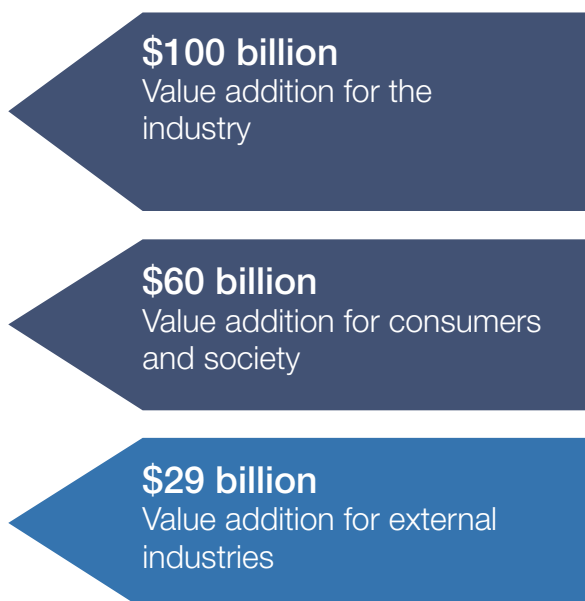 $100 billion
Value addition for the
industry
$60 billion
Value addition for consumers
and society
$29 billion
Value addition for external
industries